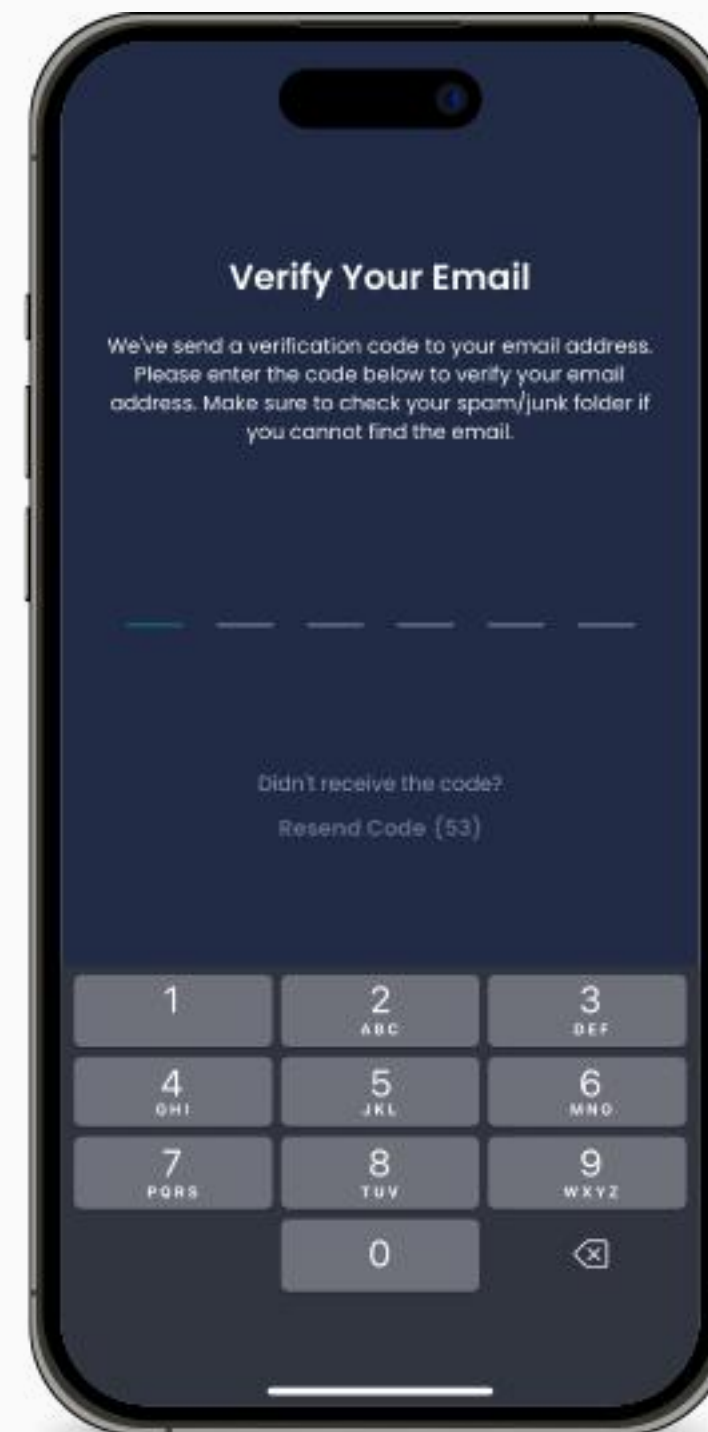 Verify Your Email
We've send a verification code to your email address.
Please enter the code below to verify your email
address. Make sure to check your spam/junk folder if
you cannot find the email.
Didn't receive the code?
Resend Code (53)
1 2 3
ABC DEF
4 5 6
GHI JKL MNO
7 8 9
PQRS TUV WXYZ
0